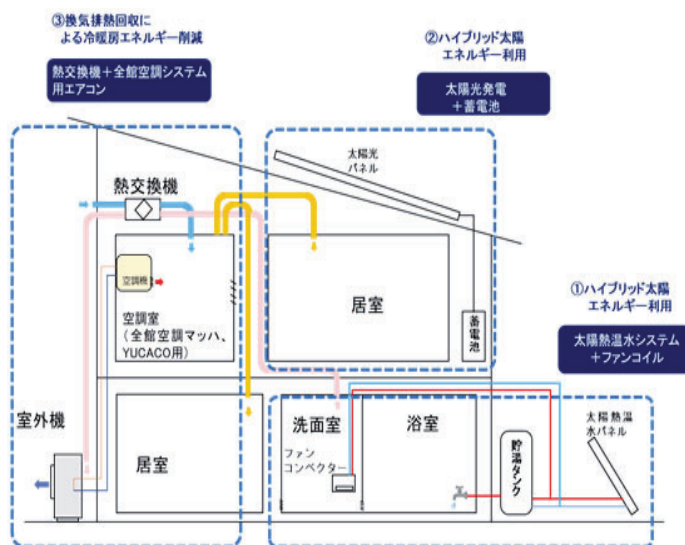 ③換気排熱回収に
よる冷暖房エネルギー削減
熱交換機＋全館空調システム
用エアコン
②ハイブリッド太陽
エネルギー利用
太陽光発電
＋蓄電池
太陽光
パネル
熱交換機
空調機
空調室
（全館空調マッハ、
YUCACO用）
居室
蓄電池
①ハイブリッド太陽
エネルギー利用
太陽熱温水システム
＋ファンコイル
室外機
居室
洗面室
ファン
コンベクター
浴室
貯湯タンク
太陽熱温
水パネル